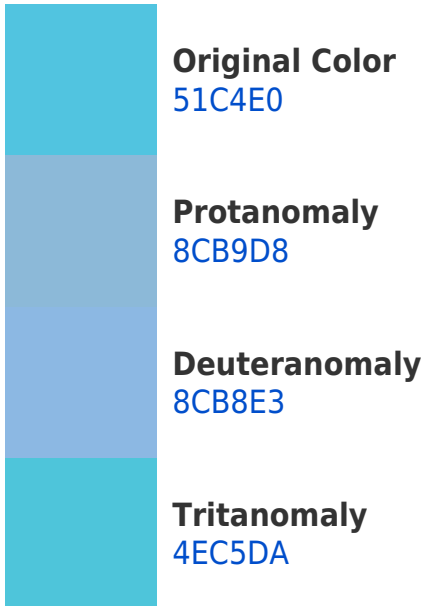 Original Color
51C4E0
Protanomaly
8CB9D8
Deuteranomaly
8CB8E3
Tritanomaly
4EC5DA